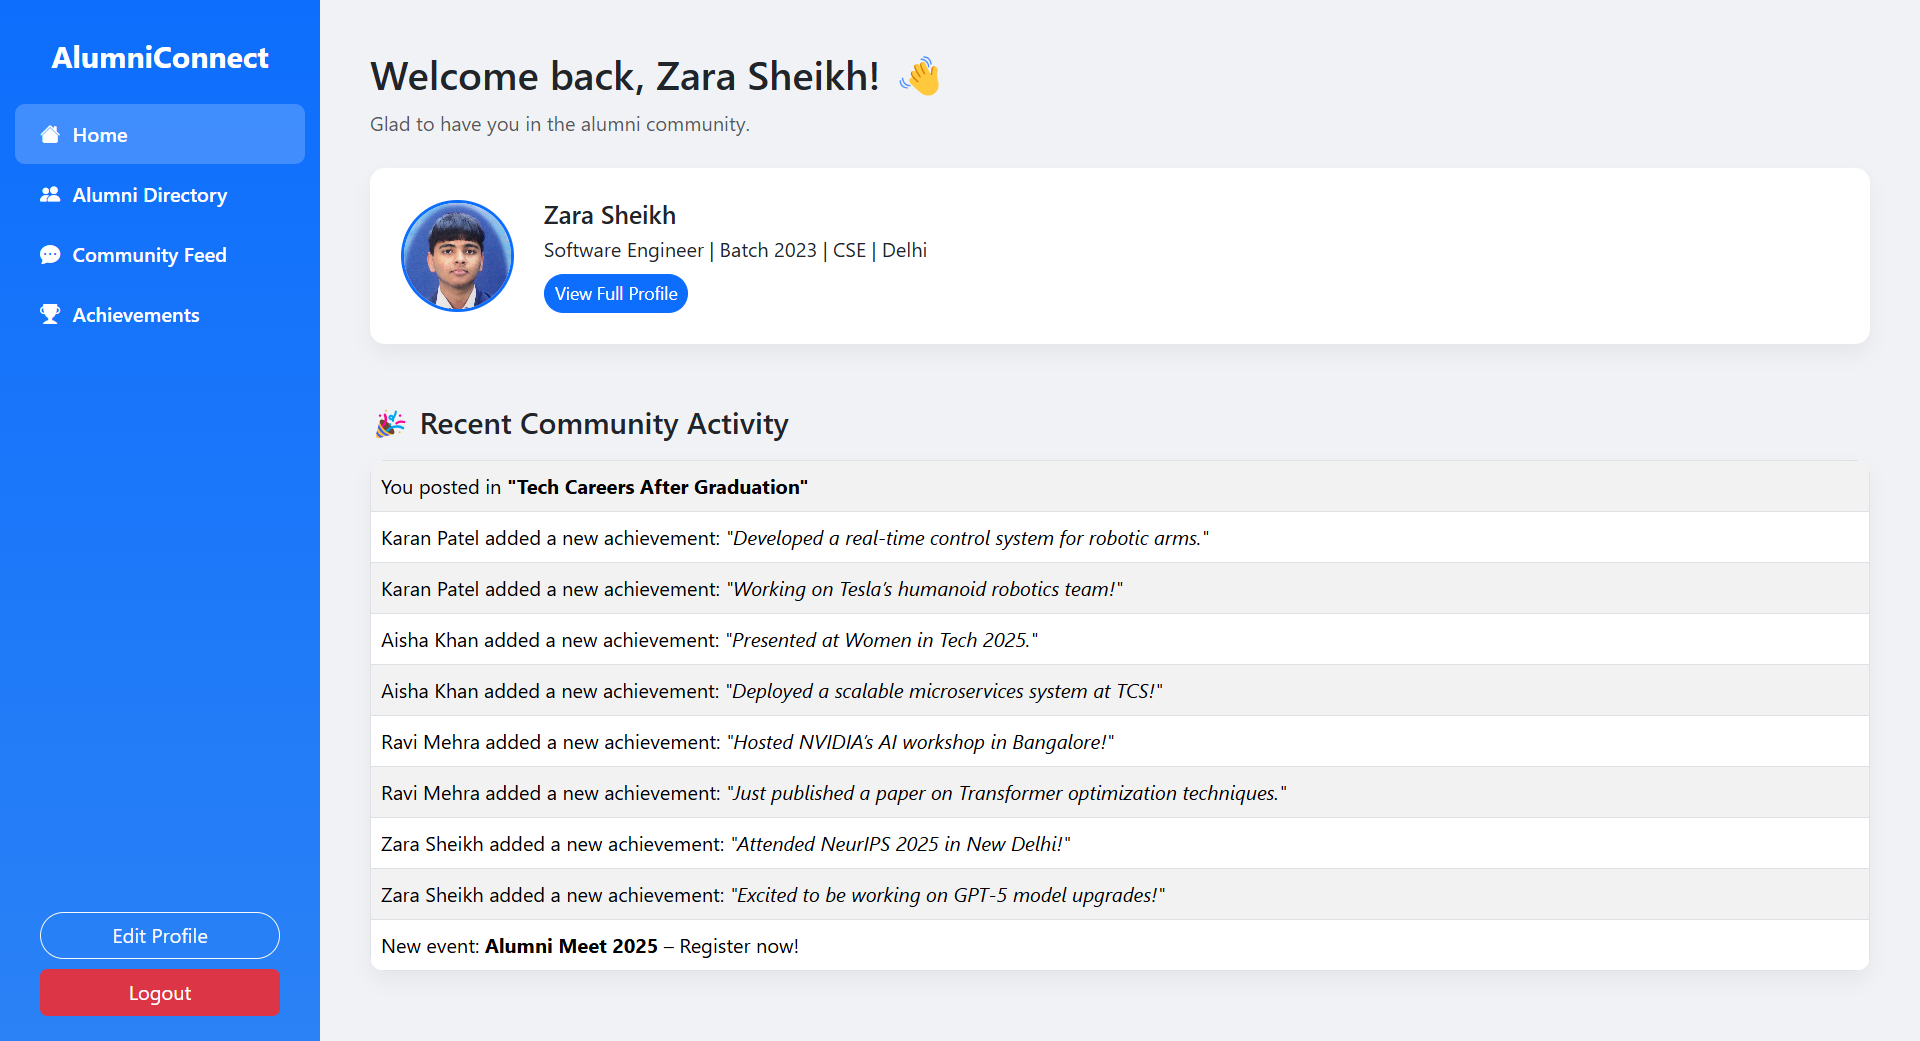 AlumniConnect
Home
Alumni Directory
Community Feed
Achievements
Edit Profile
Logout
Welcome back, Zara Sheikh! 👋
Glad to have you in the alumni community.
Zara Sheikh
Software Engineer | Batch 2023 | CSE | Delhi
View Full Profile
🎉 Recent Community Activity
You posted in "Tech Careers After Graduation"
Karan Patel added a new achievement: "Developed a real-time control system for robotic arms."
Karan Patel added a new achievement: "Working on Tesla’s humanoid robotics team!"
Aisha Khan added a new achievement: "Presented at Women in Tech 2025."
Aisha Khan added a new achievement: "Deployed a scalable microservices system at TCS!"
Ravi Mehra added a new achievement: "Hosted NVIDIA’s AI workshop in Bangalore!"
Ravi Mehra added a new achievement: "Just published a paper on Transformer optimization techniques."
Zara Sheikh added a new achievement: "Attended NeurIPS 2025 in New Delhi!"
Zara Sheikh added a new achievement: "Excited to be working on GPT-5 model upgrades!"
New event: Alumni Meet 2025 – Register now!